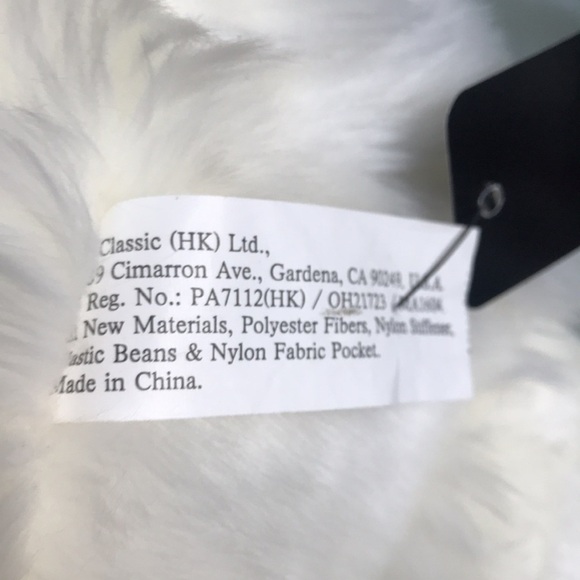 Classic (HK) Ltd.,
9 Cimarron Ave., Gardena, CA 90248, U.S.A.
Reg. No.: PA7112(HK) / OH21723
New Materials, Polyester Fibers, Nylon Stiffener,
lastic Beans & Nylon Fabric Pocket.
Made in China.